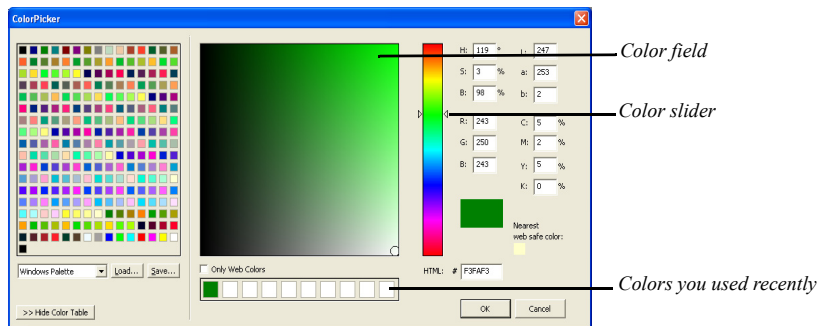 ColorPicker
H: 119 °
L: 247
S: 3 %
a: 253
B: 98 %
b: 2
R: 243
C: 5 %
G: 250
M: 2 %
B: 243
Y: 5 %
K: 0 %
Nearest
web safe color:
Windows Palette
Load...
Save...
Only Web Colors
HTML: # F3FAF3
>> Hide Color Table
OK
Cancel
Color field
Color slider
Colors you used recently